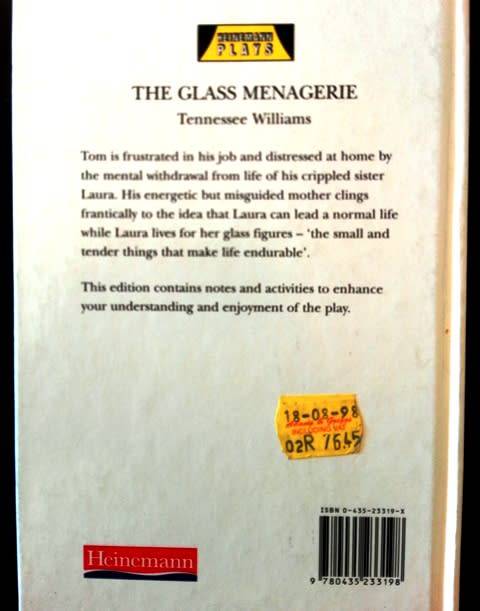 HEINEMANN
PLAYS
THE GLASS MENAGERIE
Tennessee Williams
Tom is frustrated in his job and distressed at home by
the mental withdrawal from life of his crippled sister
Laura. His energetic but misguided mother clings
frantically to the idea that Laura can lead a normal life
while Laura lives for her glass figures – ‘the small and
tender things that make life endurable’.
This edition contains notes and activities to enhance
your understanding and enjoyment of the play.
18-08-98
INCLUDING VAT
02R 76.45
ISBN 0-435-23319-X
Heinemann
9 780435 233198